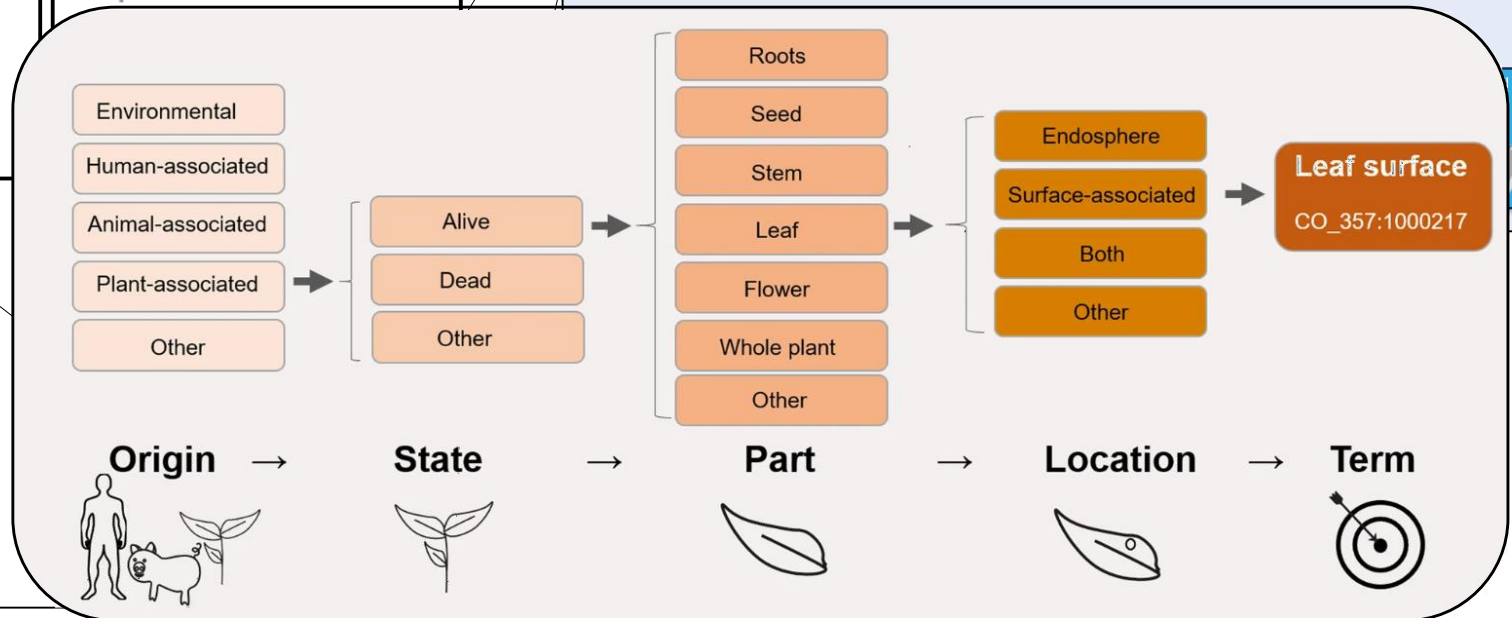 Environmental
Human-associated
Animal-associated
Plant-associated
Other
Alive
Dead
Other
Roots
Seed
Stem
Leaf
Flower
Whole plant
Other
Endosphere
Surface-associated
Both
Other
Leaf surface
CO_357:1000217
Origin → State → Part → Location → Term